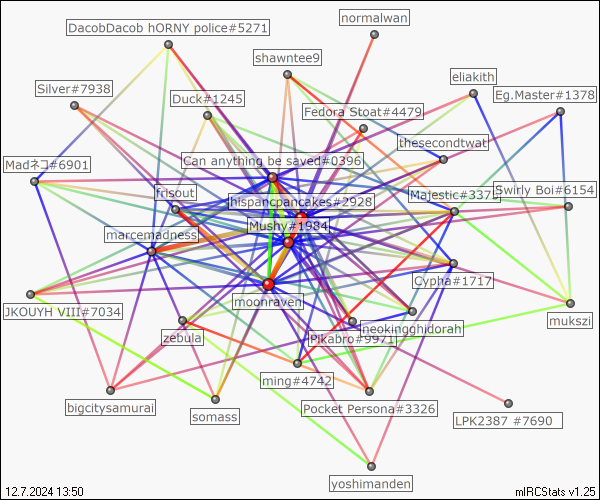 normalwan
DacobDacob hORNY police#5271
shawntee9
eliakith
Silver#7938
Eg.Master#1378
Duck#1245
Fedora Stoat#4479
thesecondtwat
Madネコ#6901
Can anything be saved#0396
frisout
hispancpancakes#2928
Majestic#337
Swirly Boi#6154
Mushy#1984
marcemadness
Cypha#1717
moonraven
JKOUYH VIII#7034
mukszi
neokingghidorah
zebula
Pikabro#9971
ming#4742
bigcitysamurai
Pocket Persona#3326
somass
LPK2387 #7690
yoshimanden
12.7.2024 13:50
mIRCStats v1.25